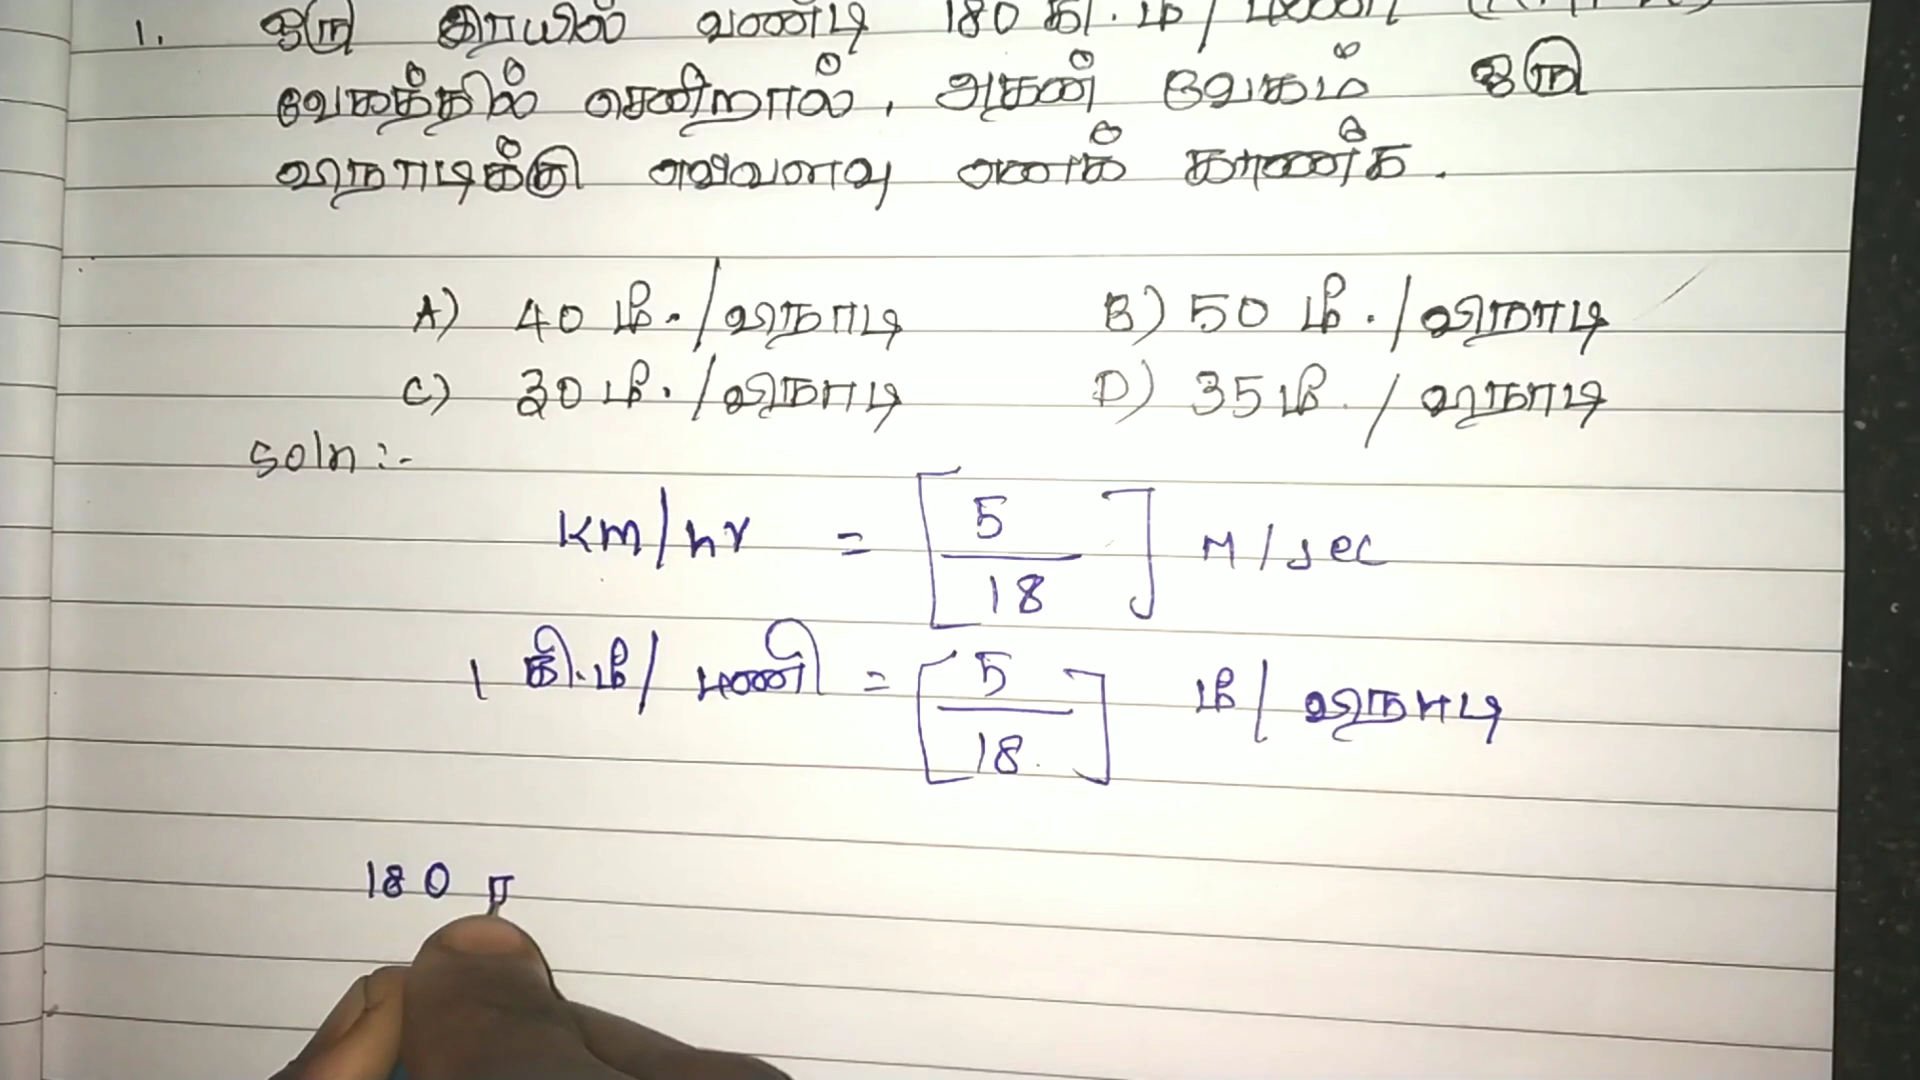 1. ஒரு இரயில் வண்டி 180 கி.மீ / மணி
வேகத்தில் சென்றால், அதன் வேகம் ஒரு
நொடிக்கு எவ்வளவு எனக் காண்க.
A) 40 மீ./நொடி B) 50 மீ./நொடி
C) 30 மீ./நொடி D) 35 மீ./நொடி
Soln :-
km/hr = [5/18] M/sec
1 கி.மீ/மணி = [5/18] மீ/நொடி
180